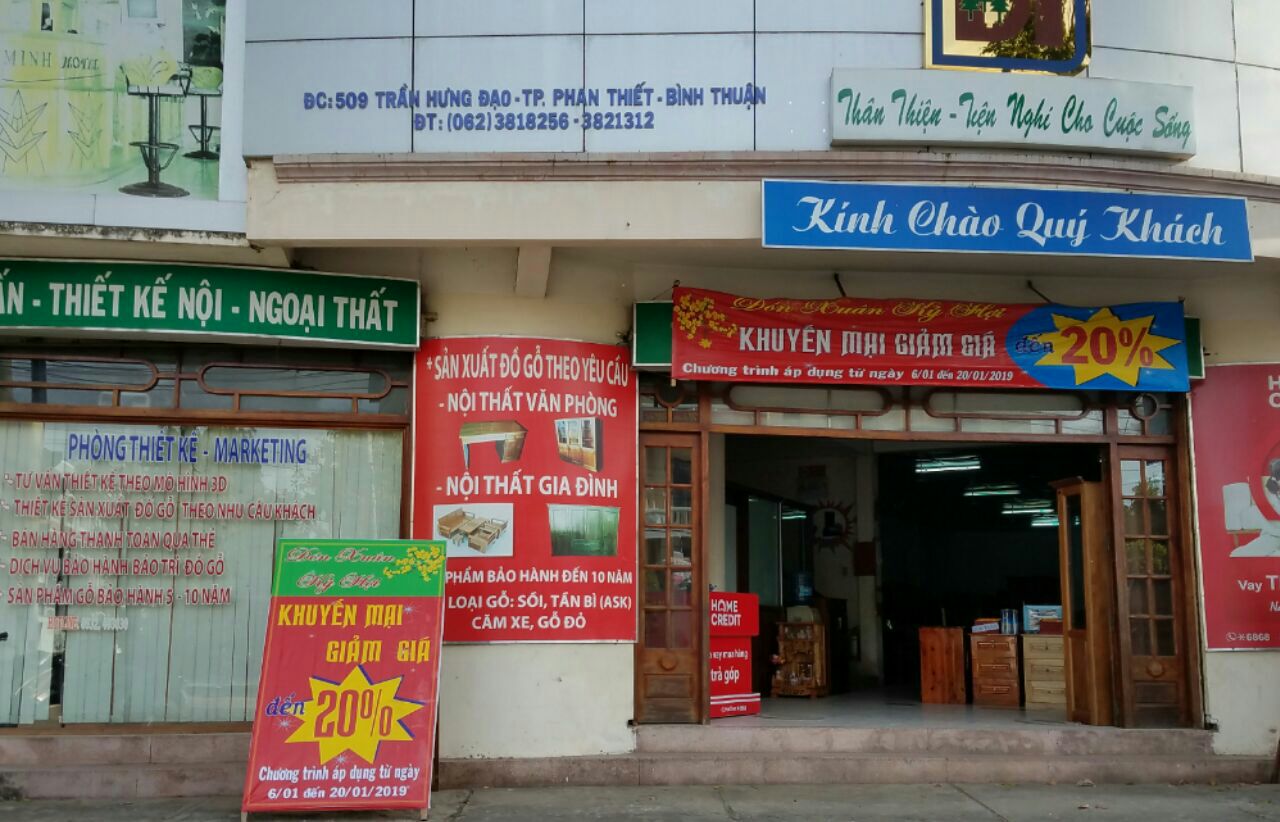 MINH HOTEL
ĐC: 509 TRẦN HƯNG ĐẠO - TP. PHAN THIẾT - BÌNH THUẬN
ĐT: (062) 3818256 - 3821312
Thân Thiện - Tiện Nghi Cho Cuộc Sống
Kính Chào Quý Khách
- THIẾT KẾ NỘI - NGOẠI THẤT
Đón Xuân Kỷ Hợi
KHUYẾN MẠI GIẢM GIÁ đến 20%
Chương trình áp dụng từ ngày 6/01 đến 20/01/2019
+ SẢN XUẤT ĐỒ GỖ THEO YÊU CẦU
- NỘI THẤT VĂN PHÒNG
- NỘI THẤT GIA ĐÌNH
PHẨM BẢO HÀNH ĐẾN 10 NĂM
LOẠI GỖ: SỒI, TẦN BÌ (ASK)
CĂM XE, GỖ ĐỎ
PHÒNG THIẾT KẾ - MARKETING
- TƯ VẤN THIẾT KẾ THEO MÔ HÌNH 3D
- THIẾT KẾ SẢN XUẤT ĐỒ GỖ THEO NHU CẦU KHÁCH
- BÁN HÀNG THANH TOÁN QUA THẺ
- DỊCH VỤ BẢO HÀNH BẢO TRÌ ĐỒ GỖ
- SẢN PHẨM GỖ BẢO HÀNH 5 - 10 NĂM
Đón Xuân
Kỷ Hợi
KHUYẾN MẠI
GIẢM GIÁ
đến 20%
Chương trình áp dụng từ ngày
6/01 đến 20/01/2019
HOME
CREDIT
vay mua hàng
trả góp
Vay
*6868